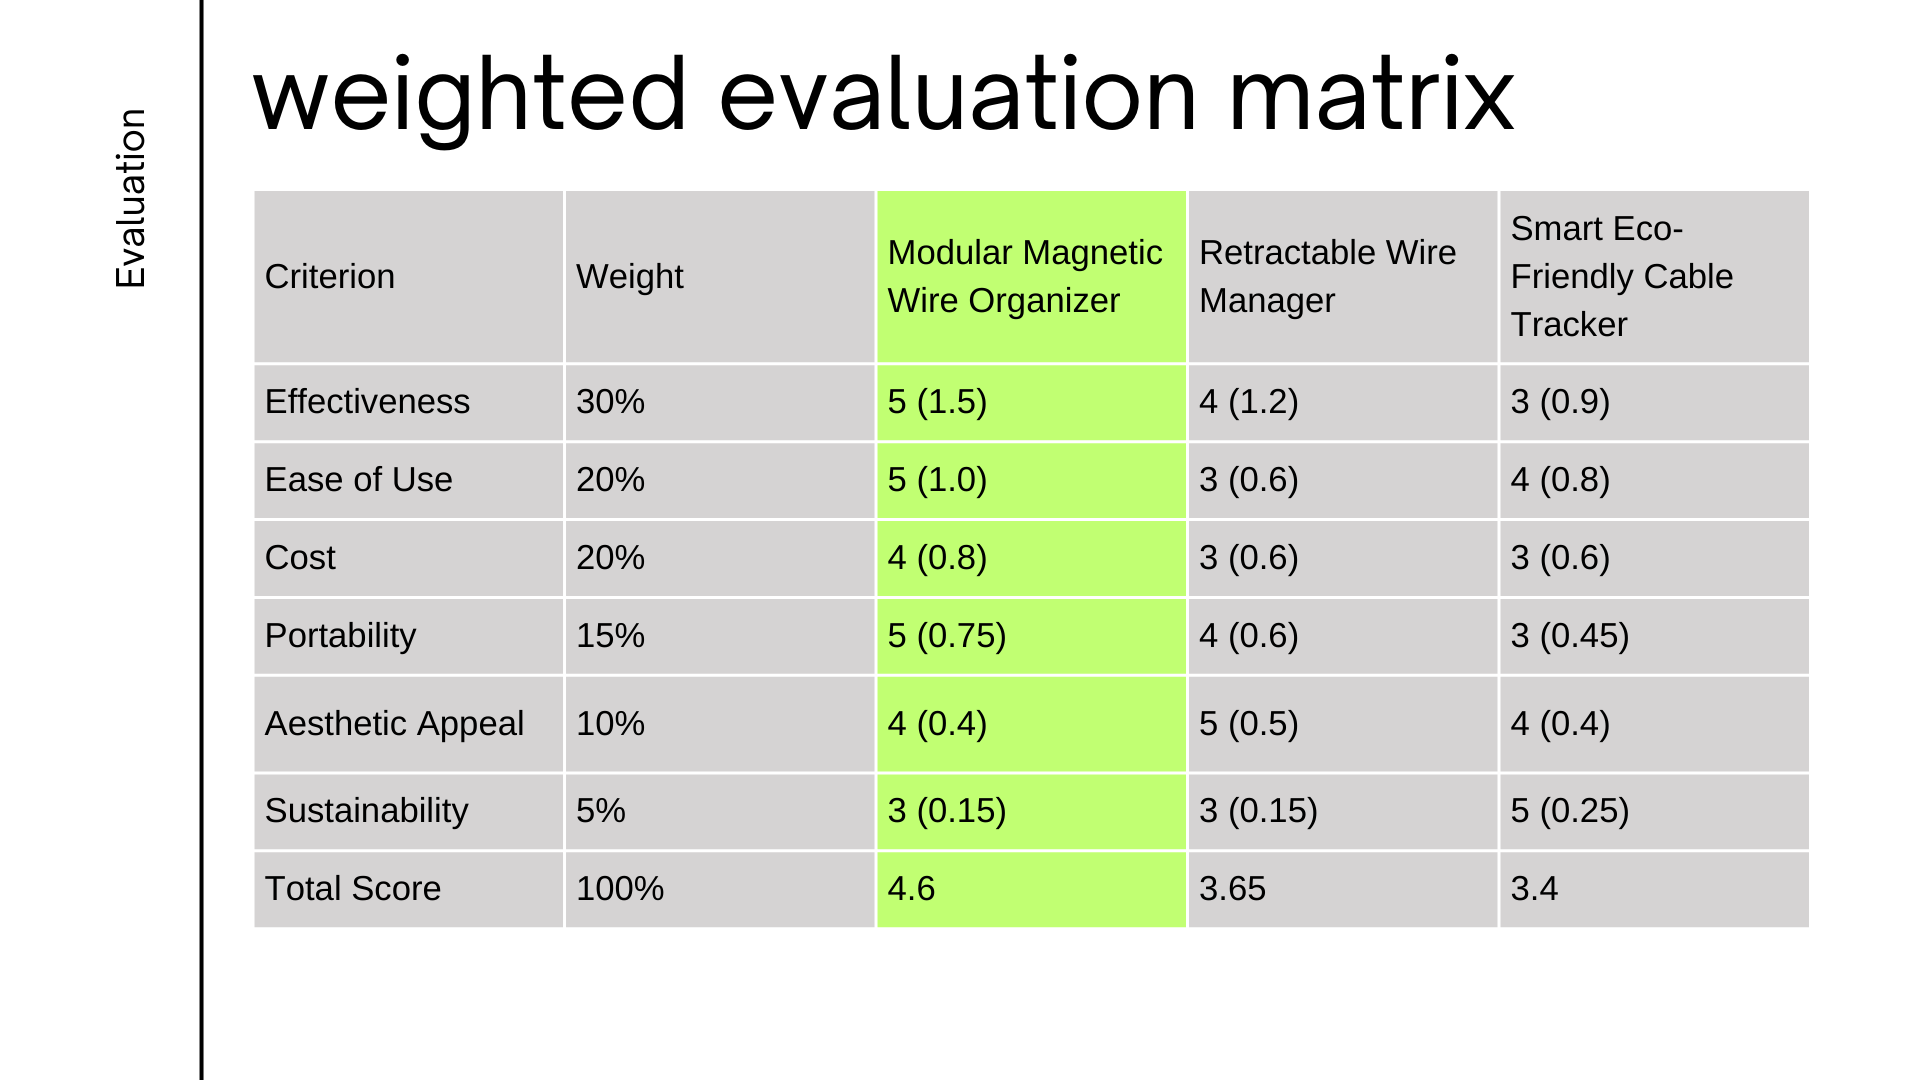 Evaluation
weighted evaluation matrix
Criterion
Weight
Modular Magnetic
Wire Organizer
Retractable Wire
Manager
Smart Eco-
Friendly Cable
Tracker
Effectiveness
30%
5 (1.5)
4 (1.2)
3 (0.9)
Ease of Use
20%
5 (1.0)
3 (0.6)
4 (0.8)
Cost
20%
4 (0.8)
3 (0.6)
3 (0.6)
Portability
15%
5 (0.75)
4 (0.6)
3 (0.45)
Aesthetic Appeal
10%
4 (0.4)
5 (0.5)
4 (0.4)
Sustainability
5%
3 (0.15)
3 (0.15)
5 (0.25)
Total Score
100%
4.6
3.65
3.4